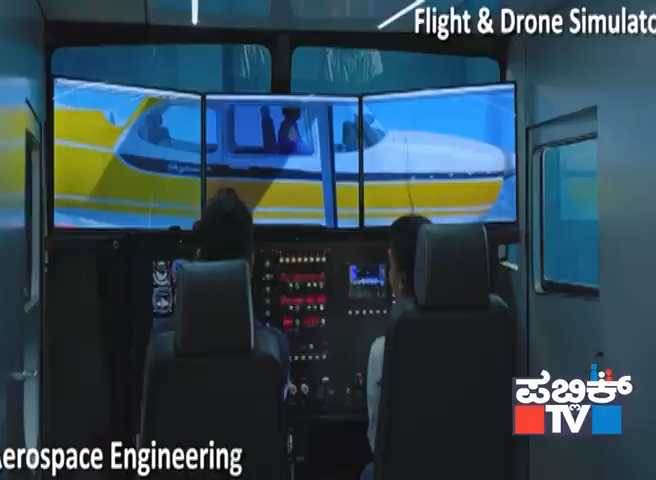 Flight & Drone Simulato
ಪಬ್ಲಿಕ್
TV
Aerospace Engineering